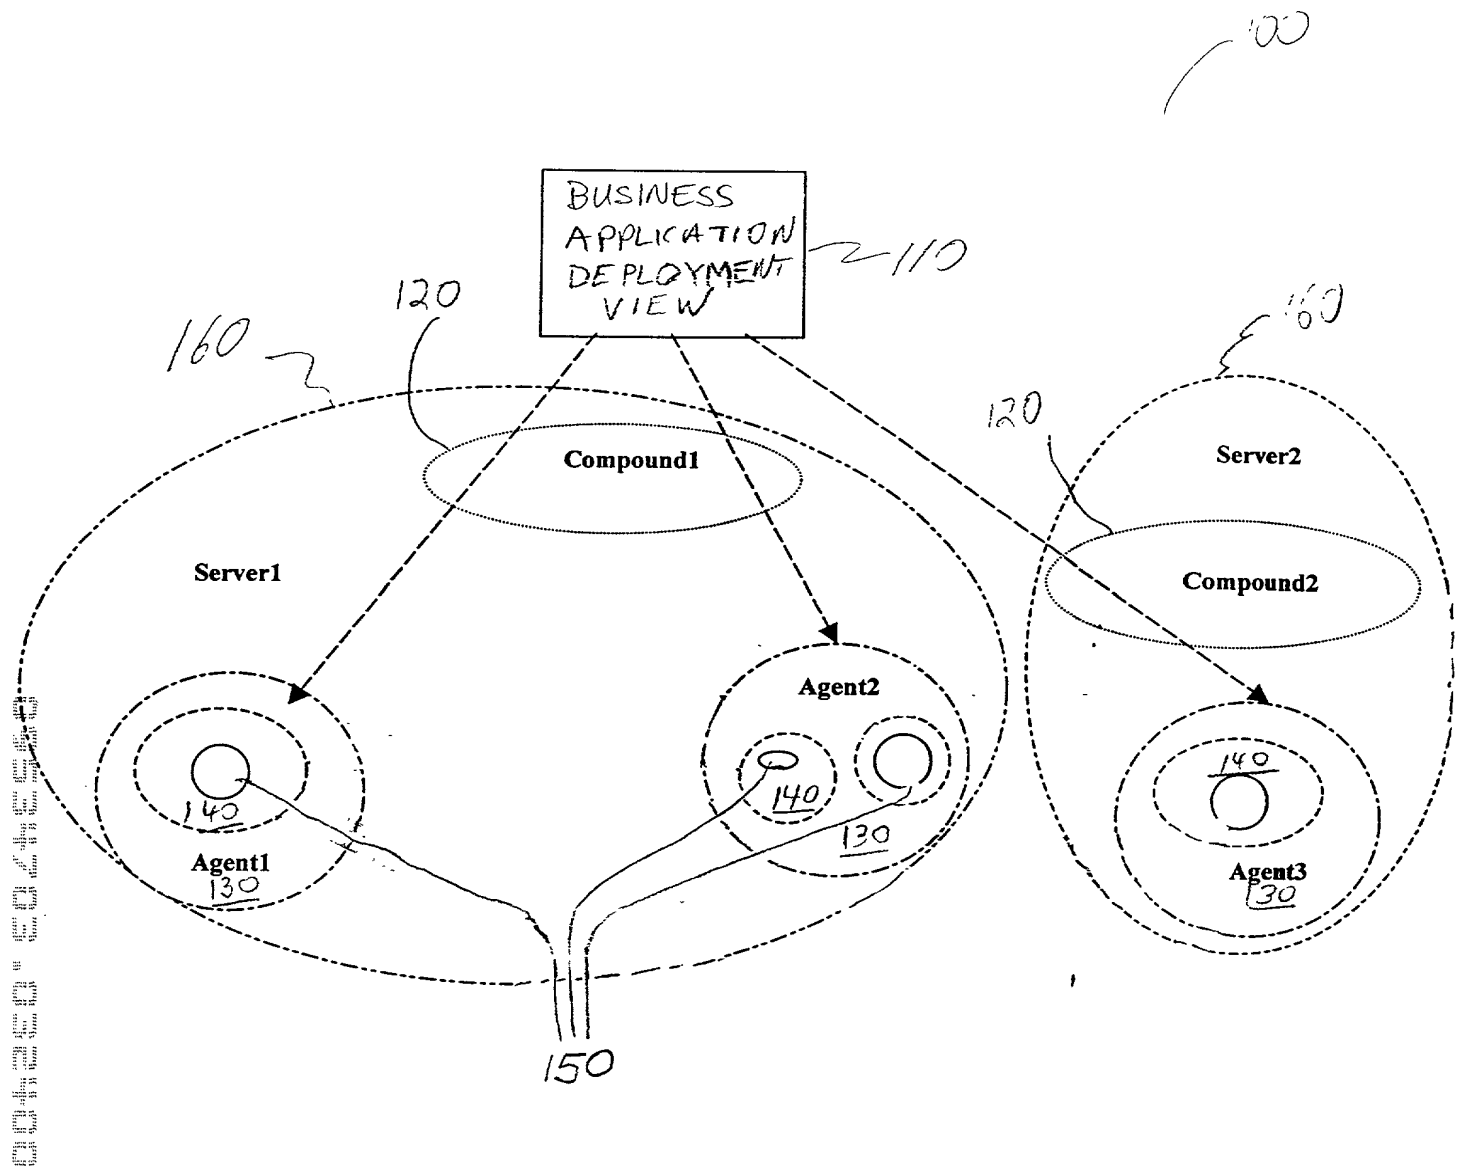 100
BUSINESS
APPLICATION
DEPLOYMENT
VIEW
110
120
160
160
120
Compound1
Server2
Server1
Compound2
Agent2
140
140
140
130
Agent1
130
Agent3
130
150